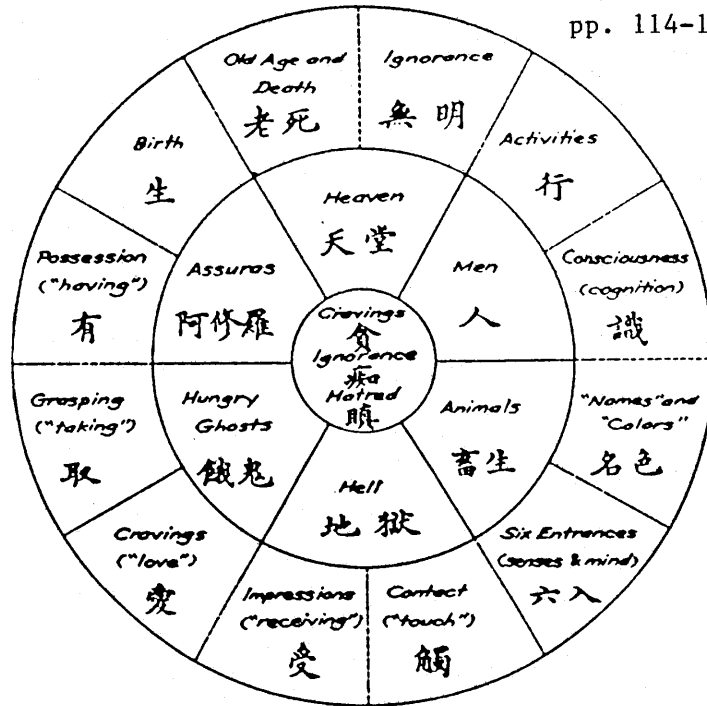 pp. 114-1
Old Age and
Death
老死
Ignorance
無明
Activities
行
Consciousness
(cognition)
識
"Names" and
"Colors"
名色
Six Entrances
(senses & mind)
六入
Contact
("touch")
觸
Impressions
("receiving")
受
Cravings
("love")
愛
Grasping
("taking")
取
Possession
("having")
有
Birth
生
Heaven
天堂
Men
人
Animals
畜生
Hell
地獄
Hungry
Ghosts
餓鬼
Assuras
阿修羅
Cravings
貪
Ignorance
痴
Hatred
瞋